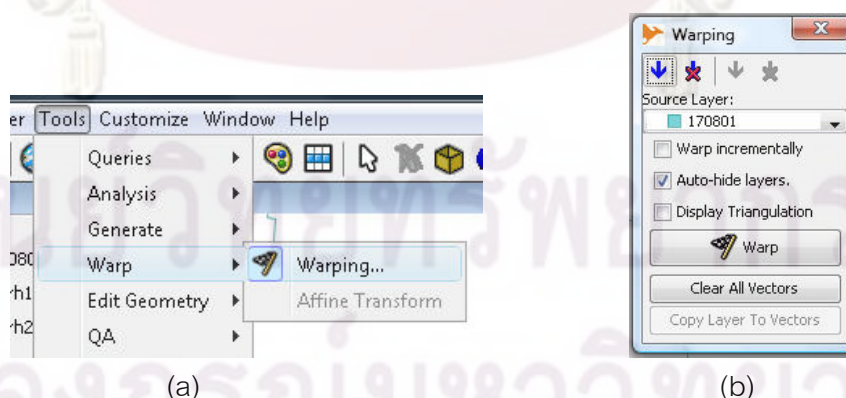 er Tools Customize Window Help
Queries
Analysis
Generate
Warp
Edit Geometry
QA
Warping...
Affine Transform
080
h1
h2
(a)
Warping
Source Layer:
170801
Warp incrementally
Auto-hide layers.
Display Triangulation
Warp
Clear All Vectors
Copy Layer To Vectors
(b)